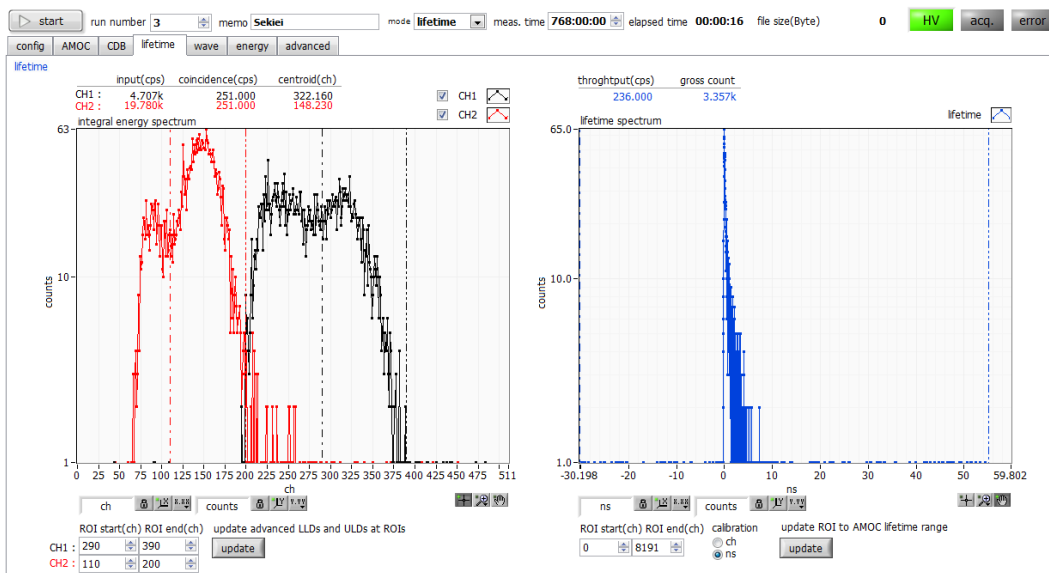 start run number 3 memo Sekiei mode lifetime meas. time 768:00:00 elapsed time 00:00:16 file size(Byte) 0 HV acq. error
config AMOC CDB lifetime wave energy advanced
lifetime
input(cps) coincidence(cps) centroid(ch)
CH1 : 4.707k 251.000 322.160
CH2 : 19.780k 251.000 148.230
CH1
CH2
integral energy spectrum
63
10
1
counts
0 25 50 75 100 125 150 175 200 225 250 275 300 325 350 375 400 425 450 475 511
ch
ch counts
ROI start(ch) ROI end(ch) update advanced LLDs and ULDs at ROIs
CH1 : 290 390 update
CH2 : 110 200
throghtput(cps) gross count
236.000 3.357k
lifetime
lifetime spectrum
65.0
10.0
1.0
counts
-30.198 -20 -10 0 10 20 30 40 50 59.802
ns
ns counts
ROI start(ch) ROI end(ch) calibration update ROI to AMOC lifetime range
0 8191 ch
ns update